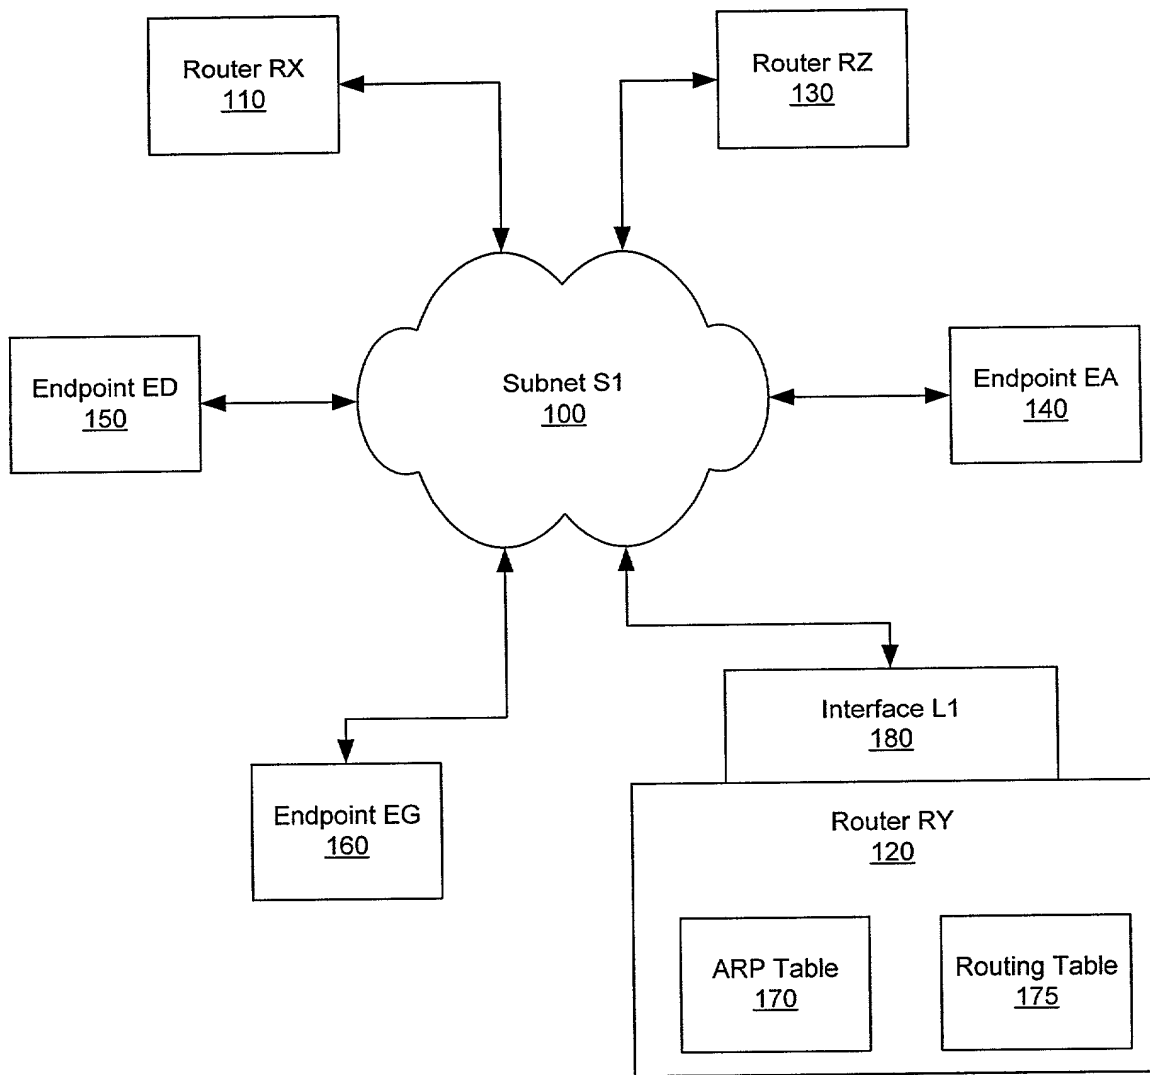 Router RX
110
Router RZ
130
Endpoint ED
150
Subnet S1
100
Endpoint EA
140
Interface L1
180
Endpoint EG
160
Router RY
120
ARP Table
170
Routing Table
175